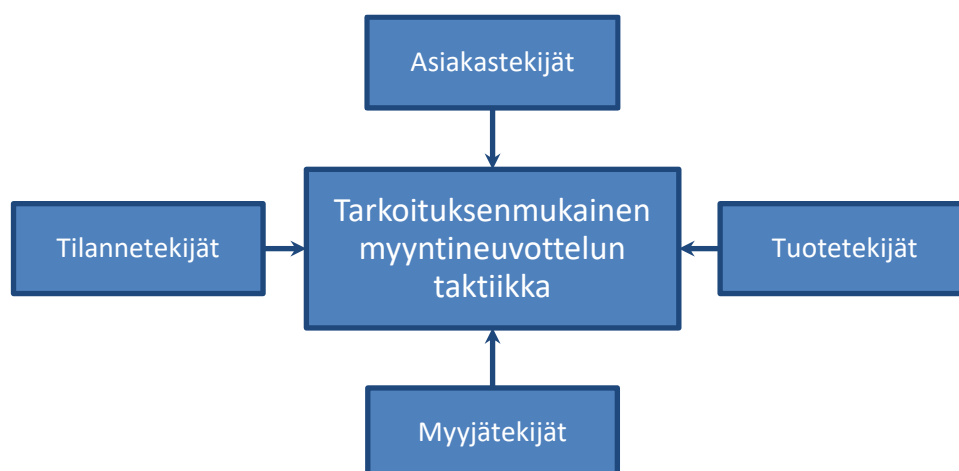 Asiakastekijät
Tarkoituksenmukainen
myyntineuvottelun
taktiikka
Tilannetekijät
Tuotetekijät
Myyjätekijät